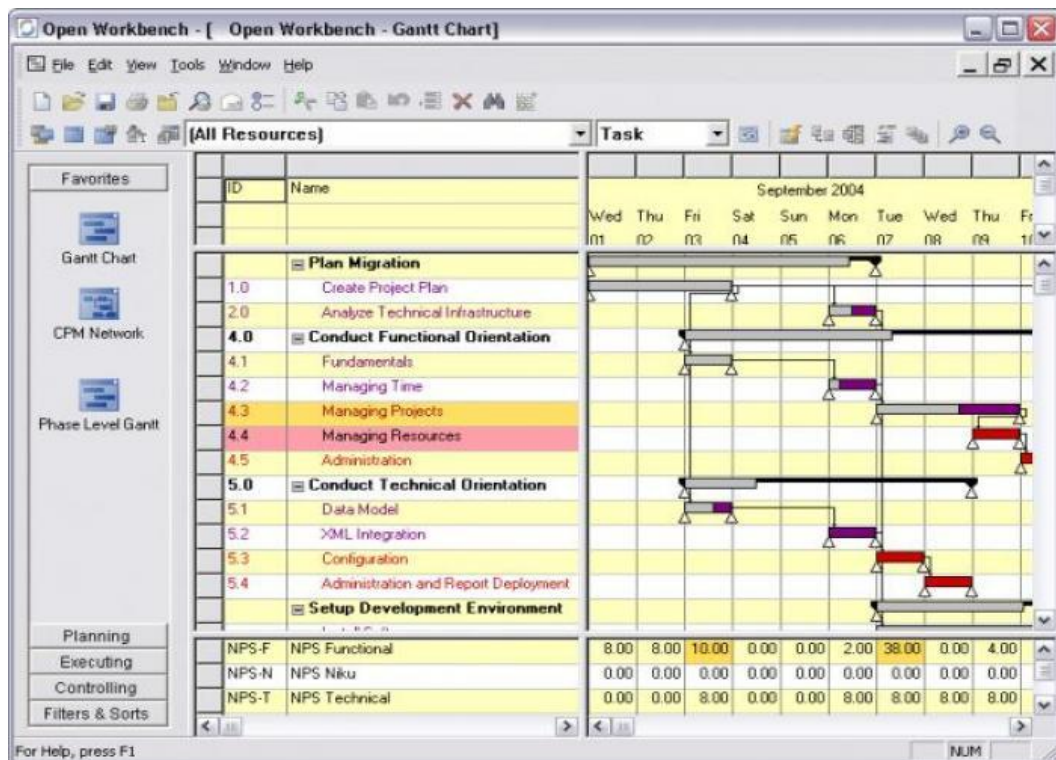 Open Workbench - [ Open Workbench - Gantt Chart]
File Edit View Tools Window Help
(All Resources) Task
Favorites
Gantt Chart
CPM Network
Phase Level Gantt
Planning
Executing
Controlling
Filters & Sorts
ID Name
September 2004
Wed Thu Fri Sat Sun Mon Tue Wed Thu
01 02 03 04 05 06 07 08 09
Plan Migration
1.0 Create Project Plan
2.0 Analyze Technical Infrastructure
4.0 Conduct Functional Orientation
4.1 Fundamentals
4.2 Managing Time
4.3 Managing Projects
4.4 Managing Resources
4.5 Administration
5.0 Conduct Technical Orientation
5.1 Data Model
5.2 XML Integration
5.3 Configuration
5.4 Administration and Report Deployment
Setup Development Environment
NPS-F NPS Functional 8.00 8.00 10.00 0.00 0.00 2.00 38.00 0.00 4.00
NPS-N NPS Niku 0.00 0.00 0.00 0.00 0.00 0.00 0.00 0.00 0.00
NPS-T NPS Technical 0.00 0.00 8.00 0.00 0.00 8.00 8.00 8.00 8.00
For Help, press F1 NUM